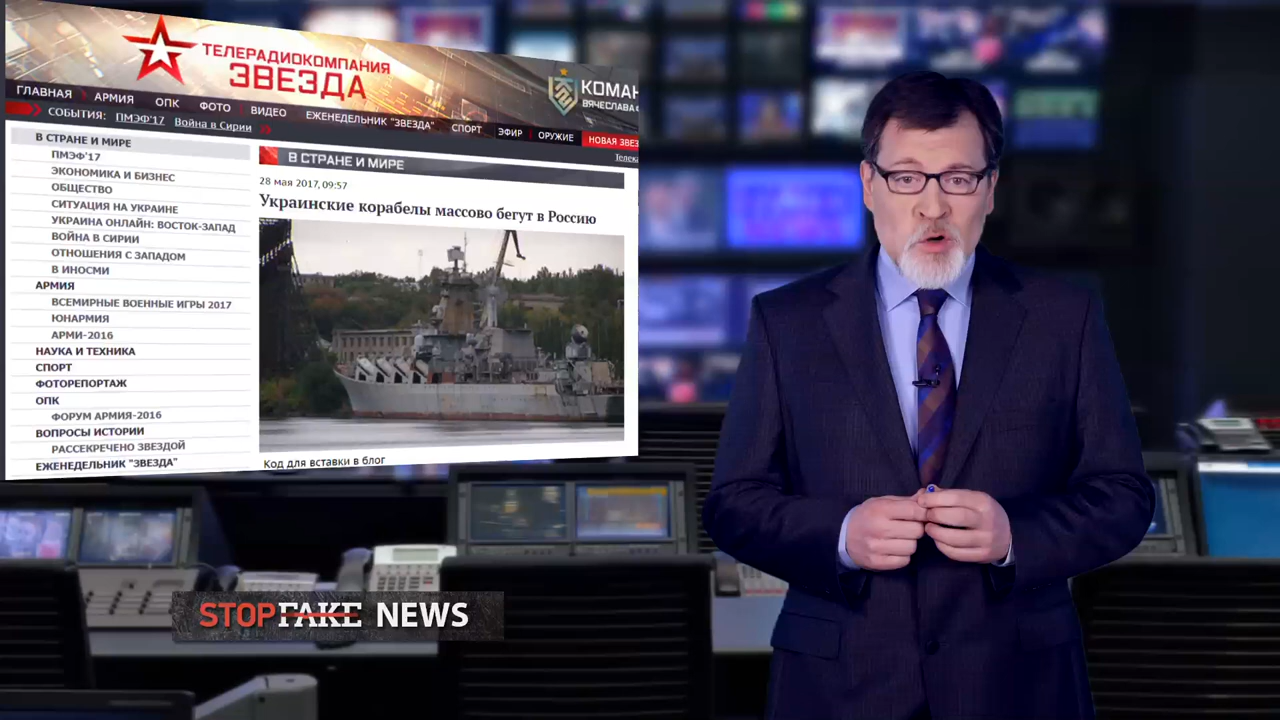 ТЕЛЕРАДИОКОМПАНИЯ
ЗВЕЗДА
ГЛАВНАЯ
АРМИЯ
ОПК
ФОТО
ВИДЕО
ЕЖЕНЕДЕЛЬНИК "ЗВЕЗДА"
СПОРТ
ЭФИР
ОРУЖИЕ
СОБЫТИЯ:
ПМЭФ'17
Война в Сирии
В СТРАНЕ И МИРЕ
ПМЭФ'17
ЭКОНОМИКА И БИЗНЕС
ОБЩЕСТВО
СИТУАЦИЯ НА УКРАИНЕ
УКРАИНА ОНЛАЙН: ВОСТОК-ЗАПАД
ВОЙНА В СИРИИ
ОТНОШЕНИЯ С ЗАПАДОМ
В ИНОСМИ
АРМИЯ
ВСЕМИРНЫЕ ВОЕННЫЕ ИГРЫ 2017
ЮНАРМИЯ
АРМИ-2016
НАУКА И ТЕХНИКА
СПОРТ
ФОТОРЕПОРТАЖ
ОПК
ФОРУМ АРМИЯ-2016
ВОПРОСЫ ИСТОРИИ
РАССЕКРЕЧЕНО ЗВЕЗДОЙ
ЕЖЕНЕДЕЛЬНИК "ЗВЕЗДА"
КОМАН
ВЯЧЕСЛАВА
НОВАЯ ЗВЕЗ
В СТРАНЕ И МИРЕ
28 мая 2017, 09:57
Украинские корабелы массово бегут в Россию
Код для вставки в блог
STOPFAKE NEWS